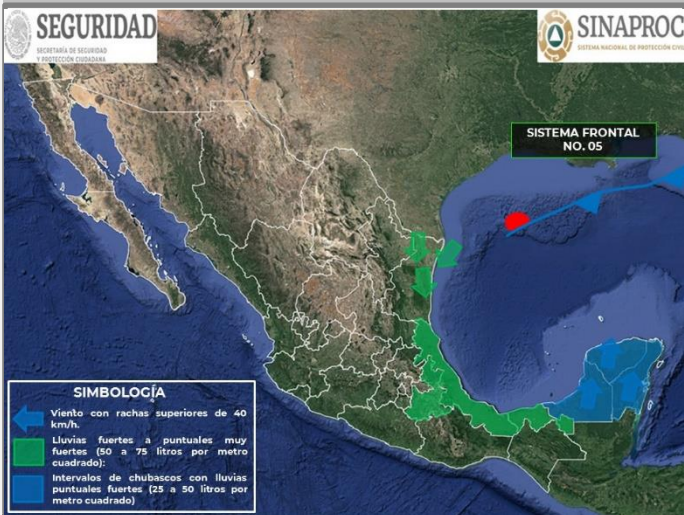 SEGURIDAD
SECRETARÍA DE SEGURIDAD
Y PROTECCIÓN CIUDADANA
SINAPROC
SISTEMA NACIONAL DE PROTECCIÓN CIVIL
SISTEMA FRONTAL
NO. 05
SIMBOLOGÍA
Viento con rachas superiores de 40
km/h.
Lluvias fuertes a puntuales muy
fuertes (50 a 75 litros por metro
cuadrado):
Intervalos de chubascos con lluvias
puntuales fuertes (25 a 50 litros por
metro cuadrado)